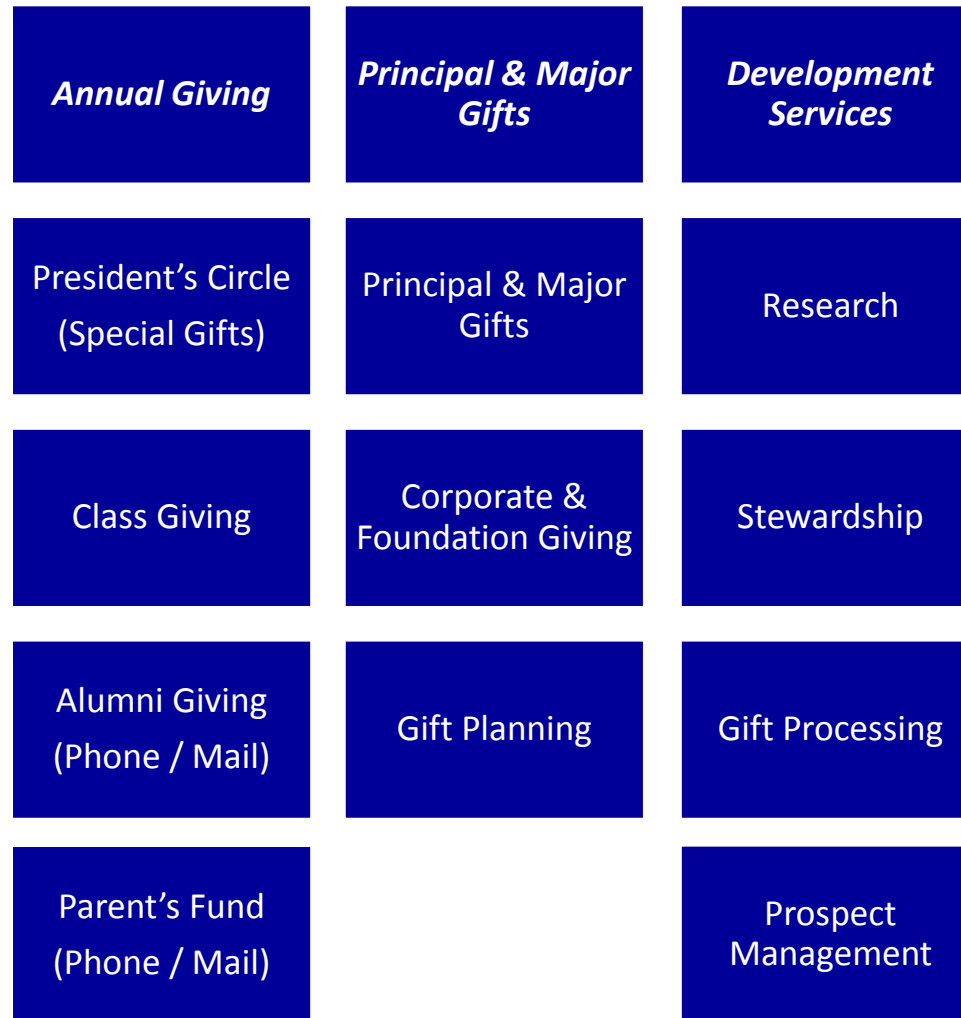 Annual Giving
Principal & Major
Gifts
Development
Services
President’s Circle
(Special Gifts)
Principal & Major
Gifts
Research
Class Giving
Corporate &
Foundation Giving
Stewardship
Alumni Giving
(Phone / Mail)
Gift Planning
Gift Processing
Parent’s Fund
(Phone / Mail)
Prospect
Management